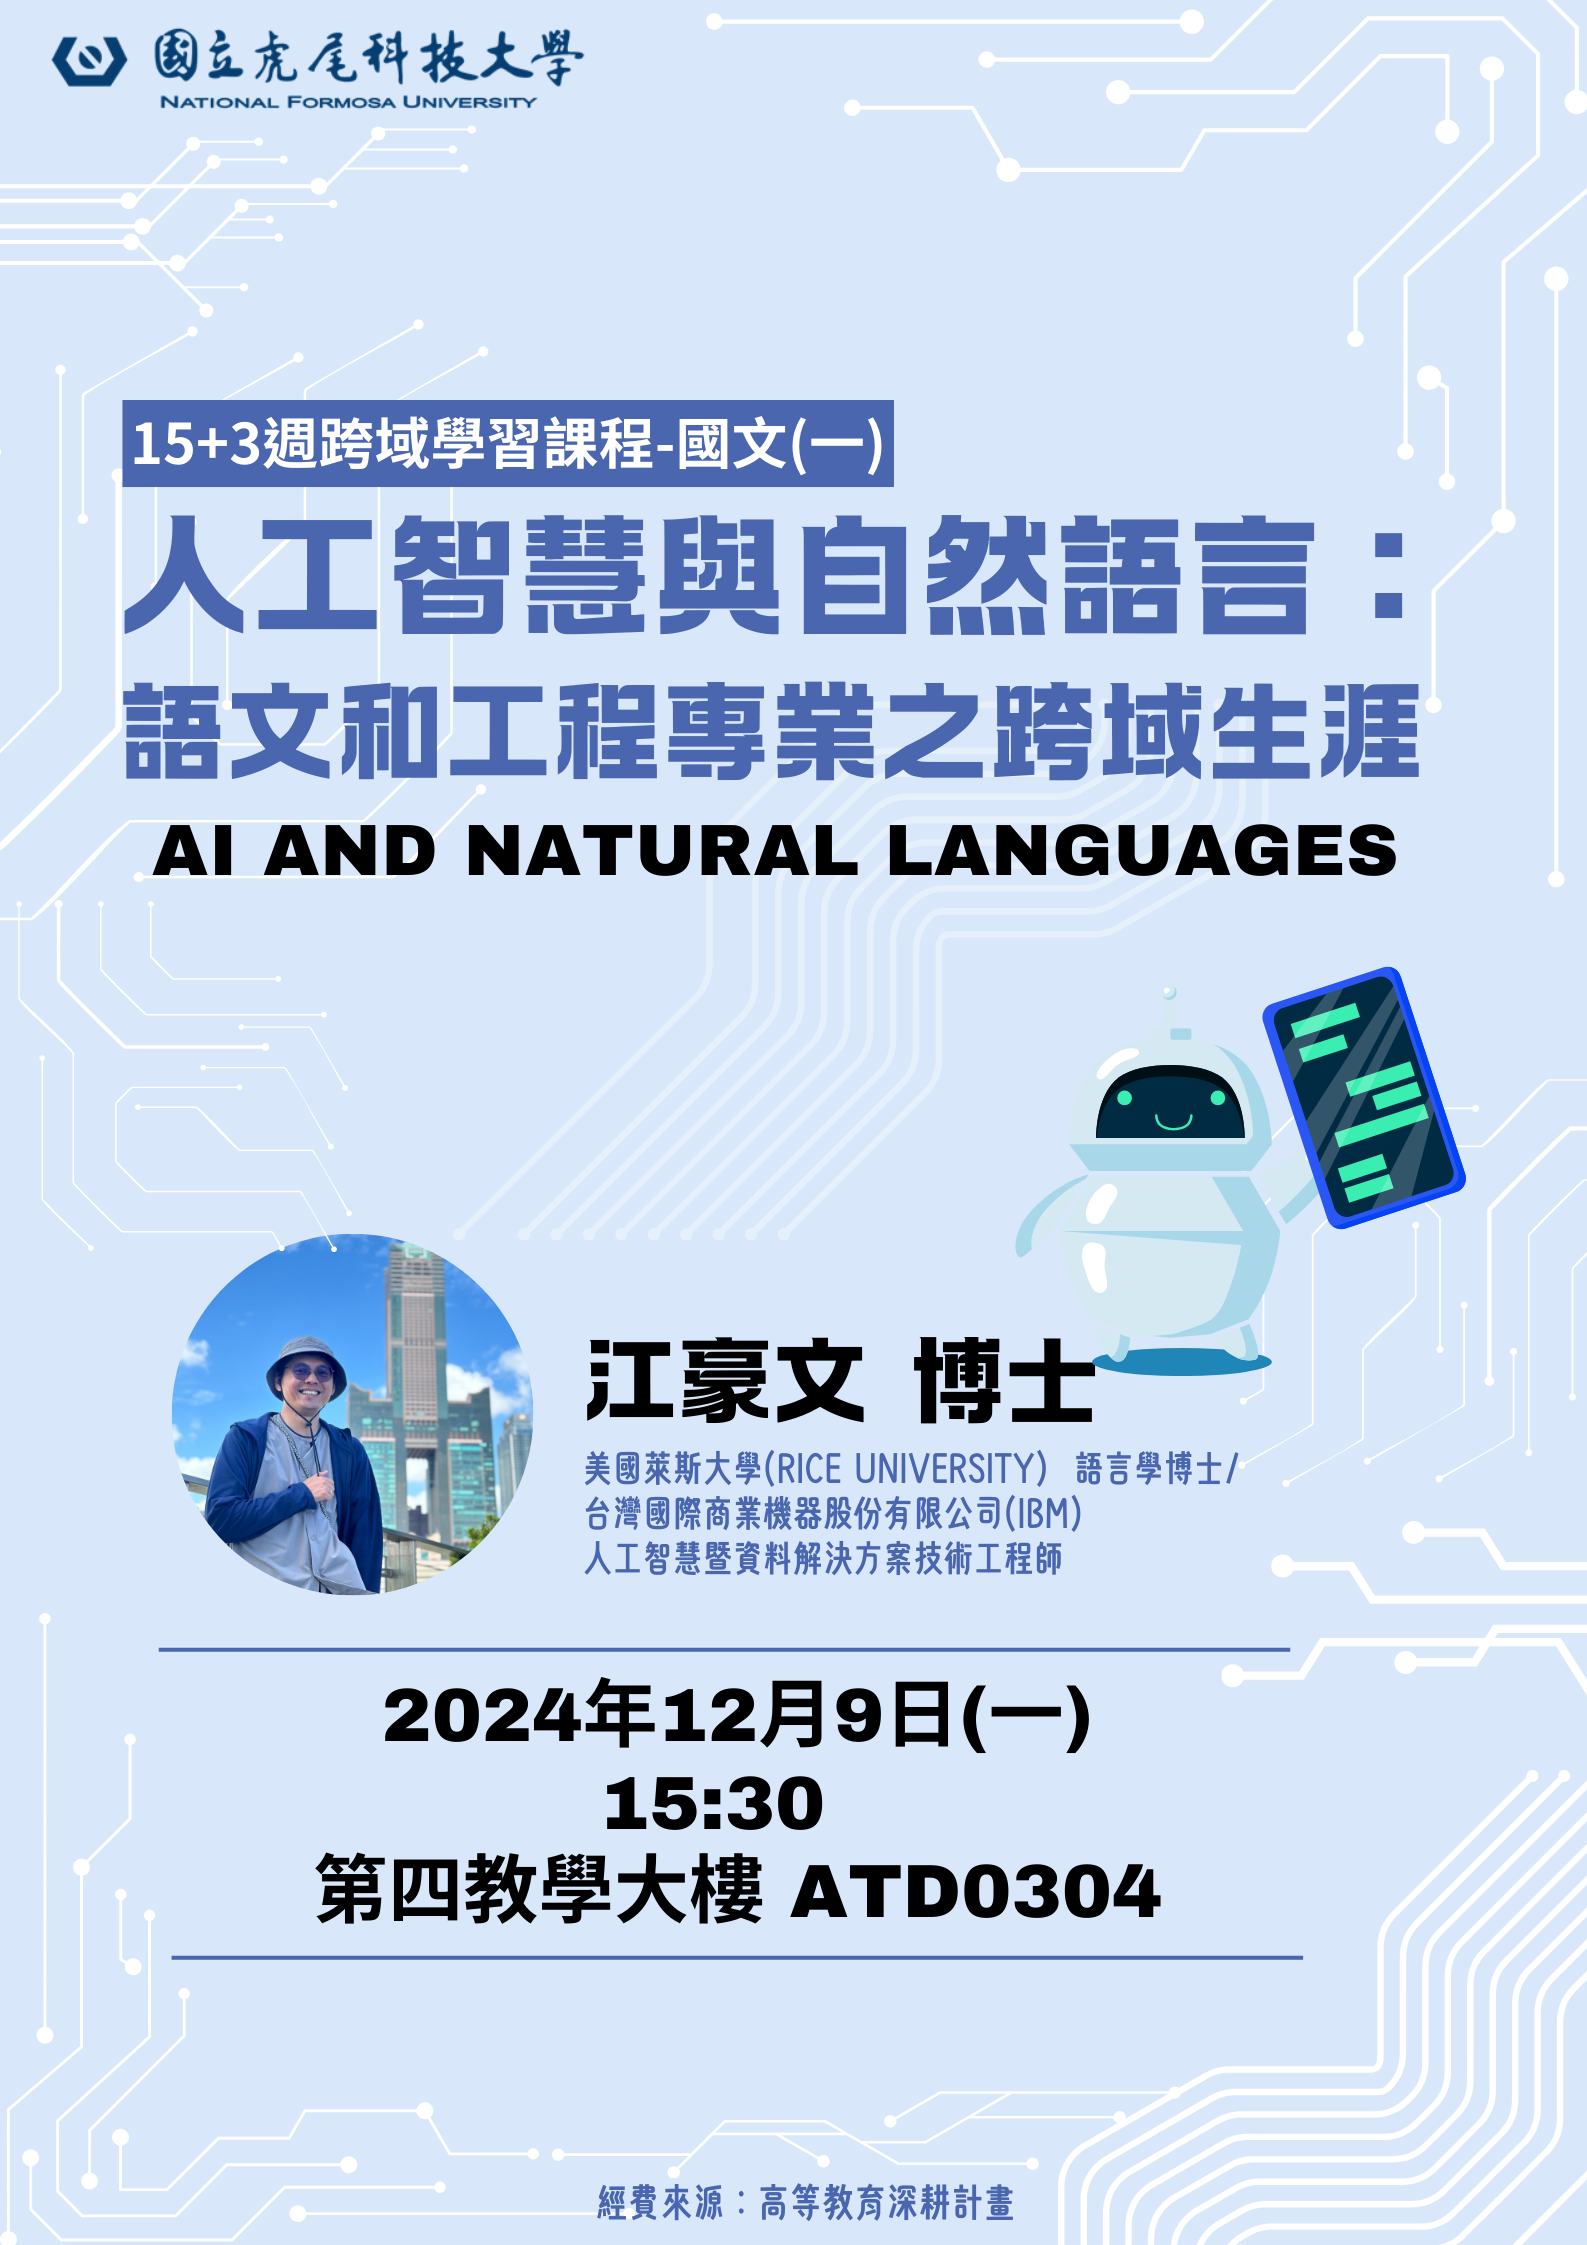 國立虎尾科技大學
NATIONAL FORMOSA UNIVERSITY
15+3週跨域學習課程-國文(一)
人工智慧與自然語言：
語文和工程專業之跨域生涯
AI AND NATURAL LANGUAGES
江豪文 博士
美國萊斯大學(RICE UNIVERSITY) 語言學博士/
台灣國際商業機器股份有限公司(IBM)
人工智慧暨資料解決方案技術工程師
2024年12月9日(一)
15:30
第四教學大樓 ATD0304
經費來源：高等教育深耕計畫